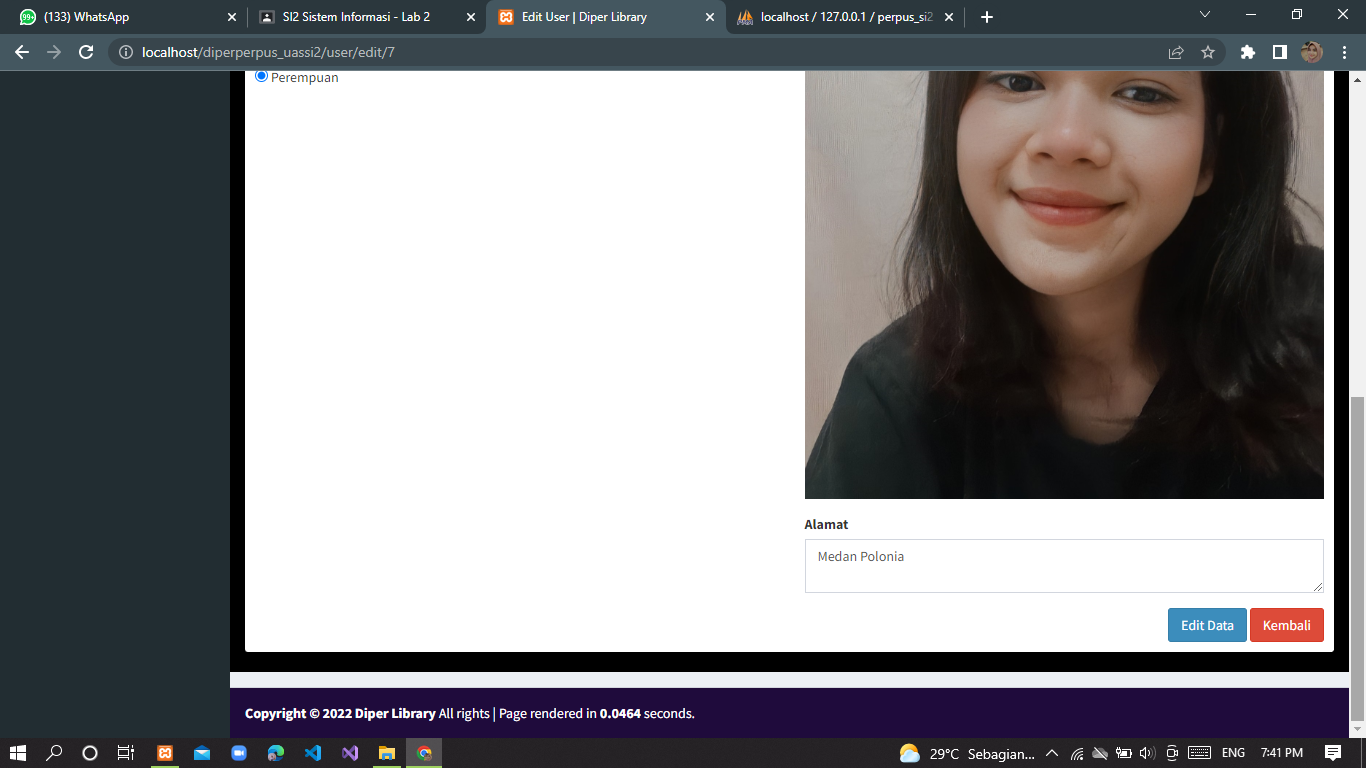 99+
(133) WhatsApp
SI2 Sistem Informasi - Lab 2
Edit User | Diper Library
localhost / 127.0.0.1 / perpus_si2
localhost/diperperpus_uassi2/user/edit/7
Perempuan
Alamat
Medan Polonia
Edit Data
Kembali
Copyright © 2022 Diper Library All rights | Page rendered in 0.0464 seconds.
29°C Sebagian...
ENG
7:41 PM